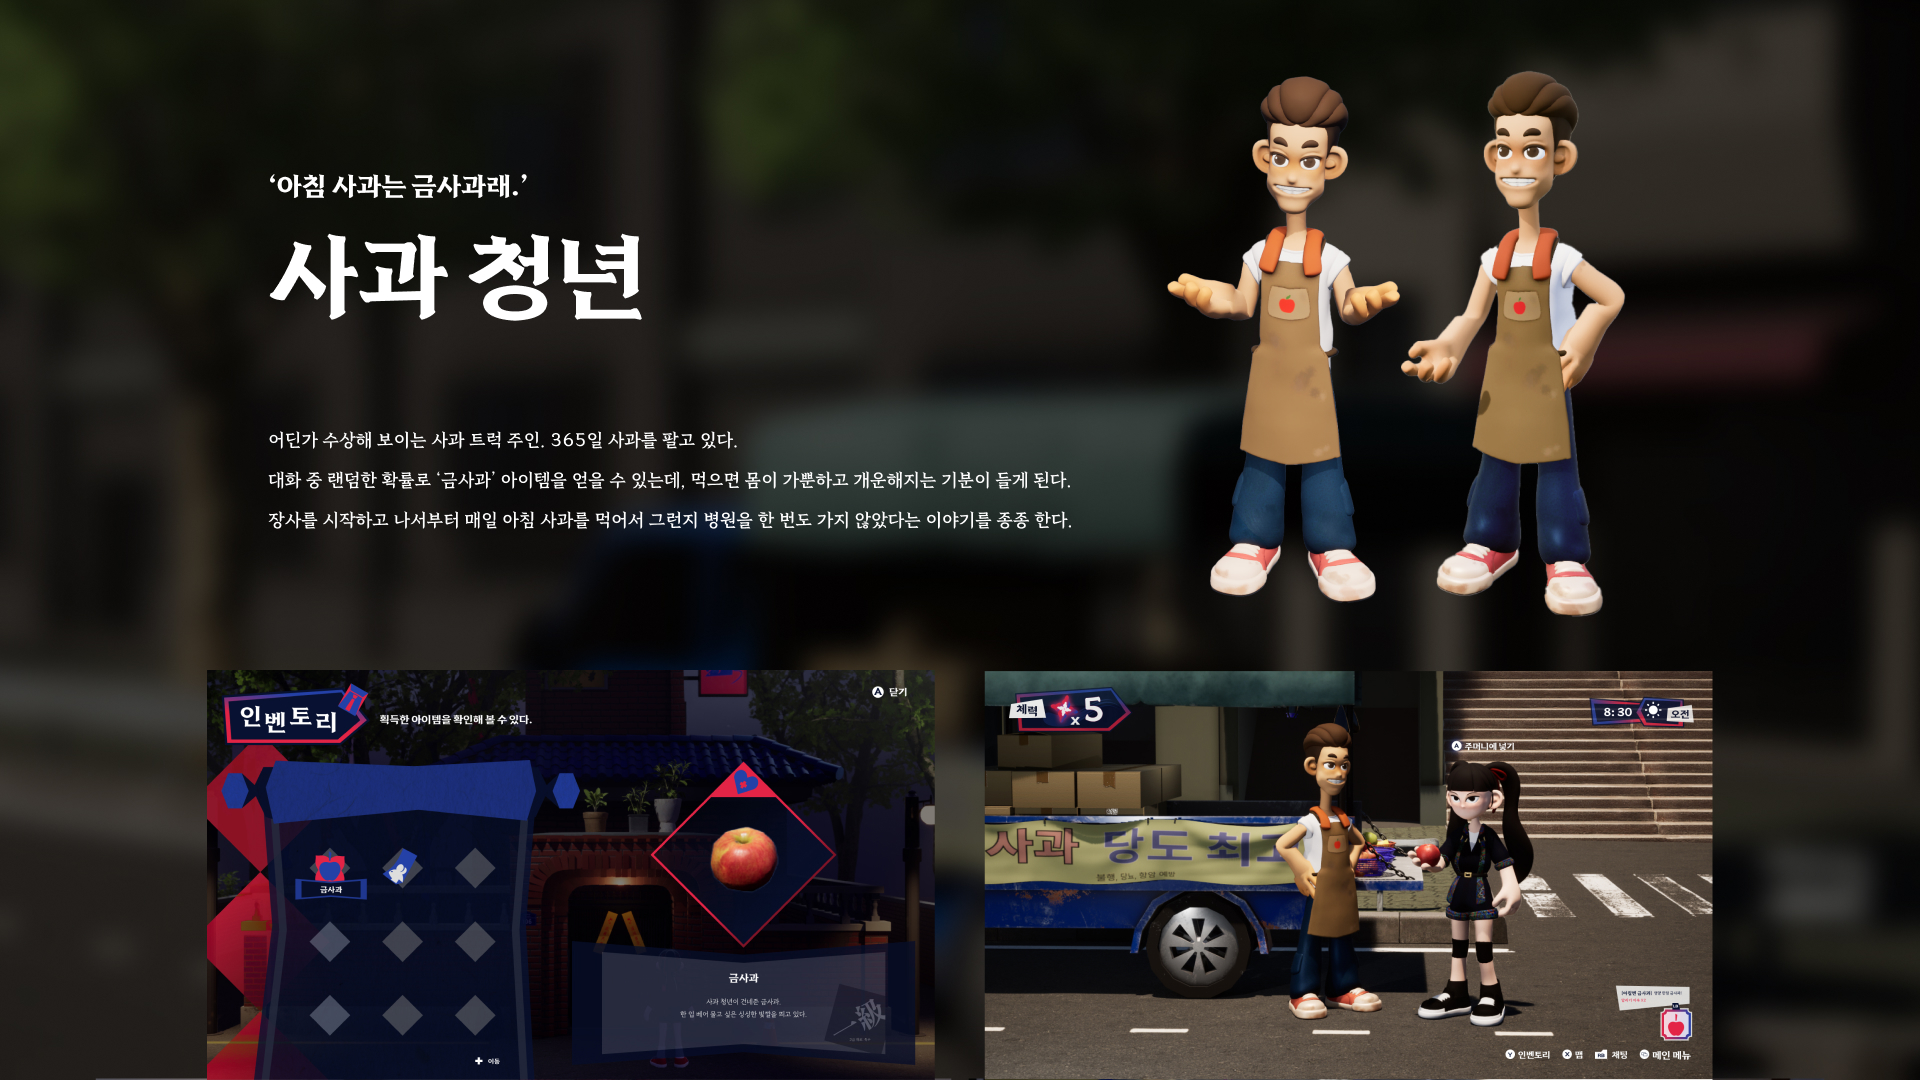 ‘아침 사과는 금사과래.’
사과 청년
어딘가 수상해 보이는 사과 트럭 주인. 365일 사과를 팔고 있다.
대화 중 랜덤한 확률로 ‘금사과’ 아이템을 얻을 수 있는데, 먹으면 몸이 가뿐하고 개운해지는 기분이 들게 된다.
장사를 시작하고 나서부터 매일 아침 사과를 먹어서 그런지 병원을 한 번도 가지 않았다는 이야기를 종종 한다.
인벤토리
획득한 아이템을 확인해 볼 수 있다.
A 닫기
금사과
금사과
사과 청년이 건네준 금사과.
한 입 베어 물고 싶은 싱싱한 빛깔을 띄고 있다.
一級
이동
체력
x5
8:30 오전
A 주머니에 넣기
사과 당도 최고
Y 인벤토리 X 맵 채팅 메인 메뉴